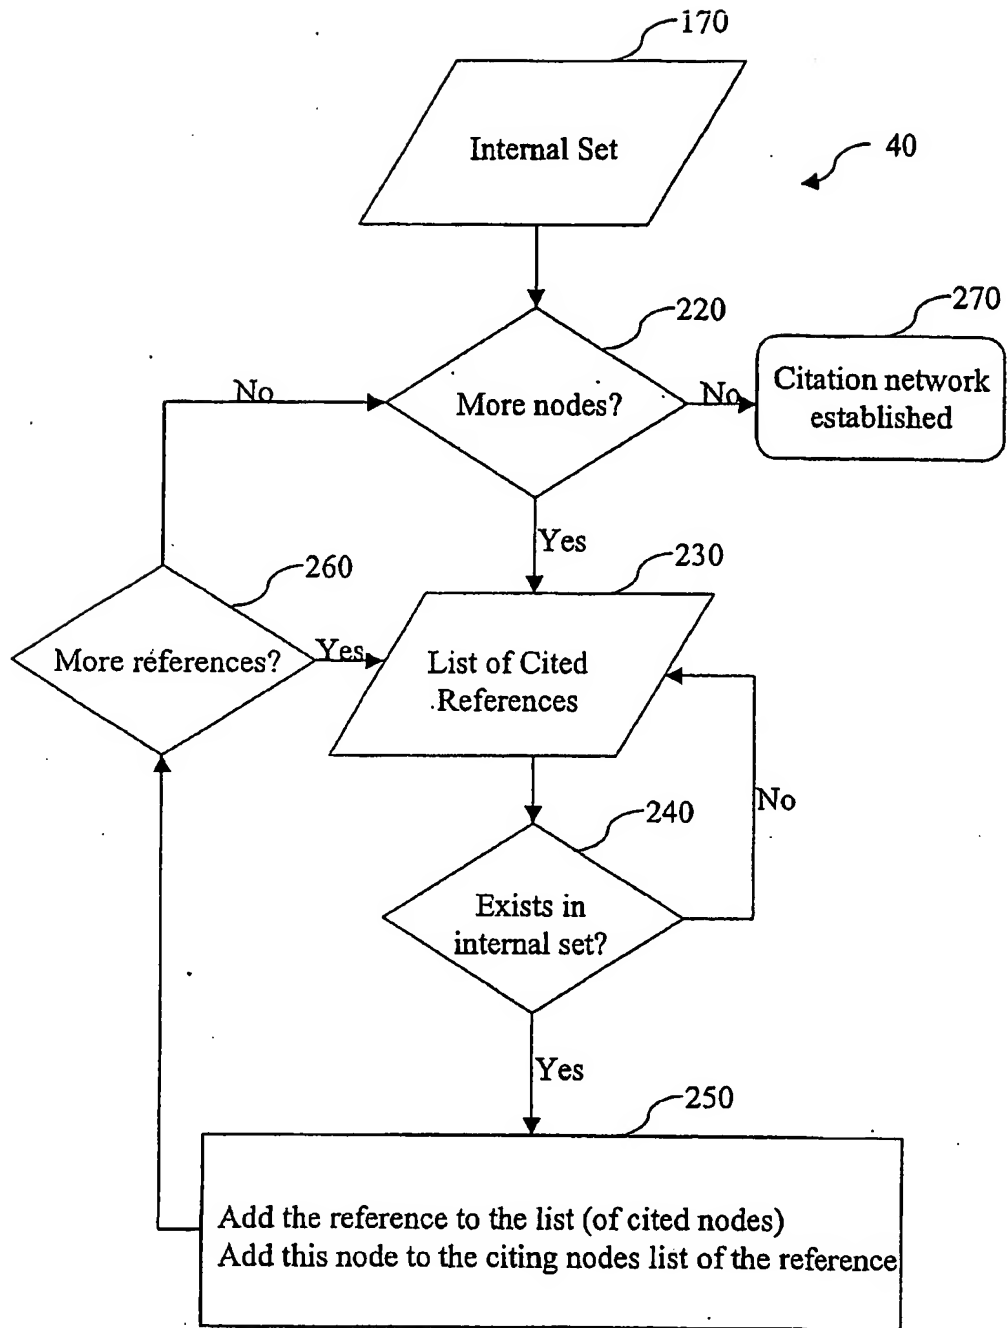 170
Internal Set
40
220
270
No
More nodes?
No
Citation network
established
Yes
230
260
More references?
Yes
List of Cited
References
No
240
Exists in
internal set?
Yes
250
Add the reference to the list (of cited nodes)
Add this node to the citing nodes list of the reference